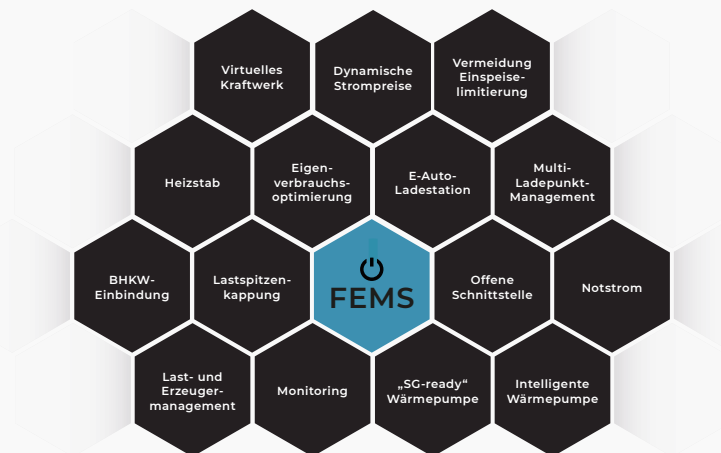 Virtuelles
Kraftwerk
Dynamische
Strompreise
Vermeidung
Einspeise-
limitierung
Heizstab
Eigen-
verbrauchs-
optimierung
E-Auto-
Ladestation
Multi-
Ladepunkt-
Management
BHKW-
Einbindung
Lastspitzen-
kappung
FEMS
Offene
Schnittstelle
Notstrom
Last- und
Erzeuger-
management
Monitoring
„SG-ready“
Wärmepumpe
Intelligente
Wärmepumpe